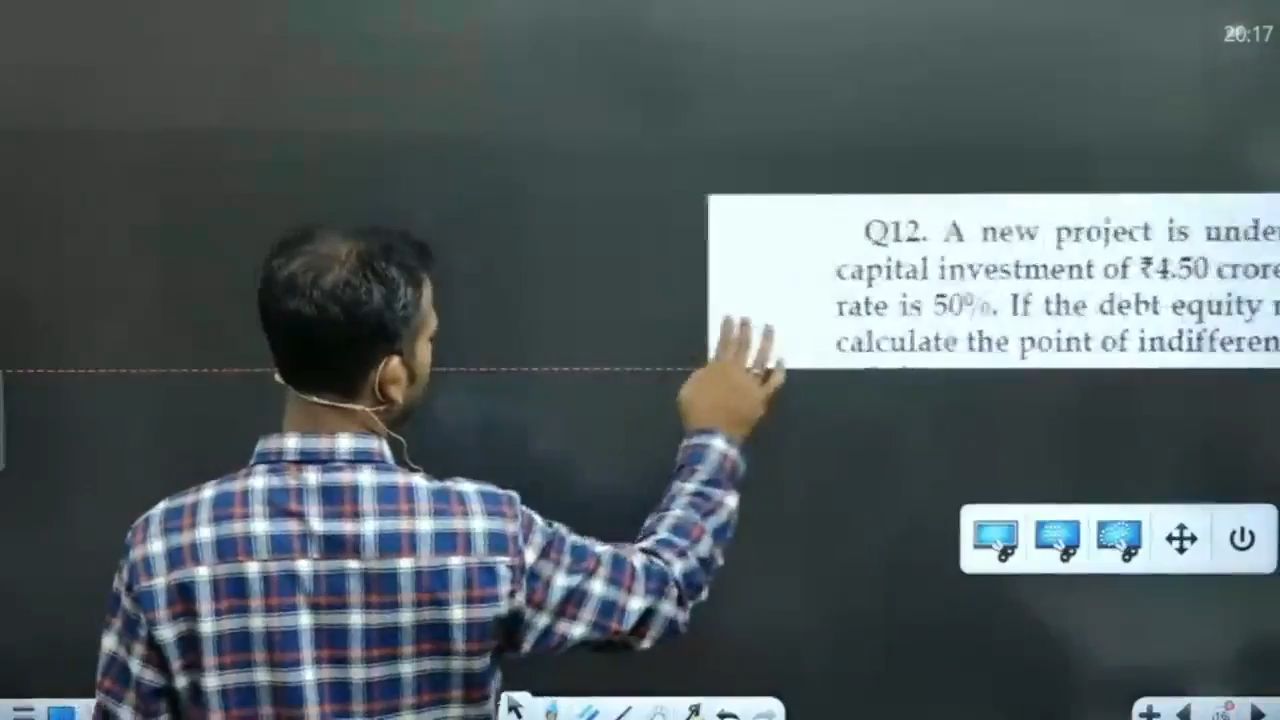 20:17
Q12. A new project is under
capital investment of ₹4.50 crore
rate is 50%. If the debt equity
calculate the point of indifferen